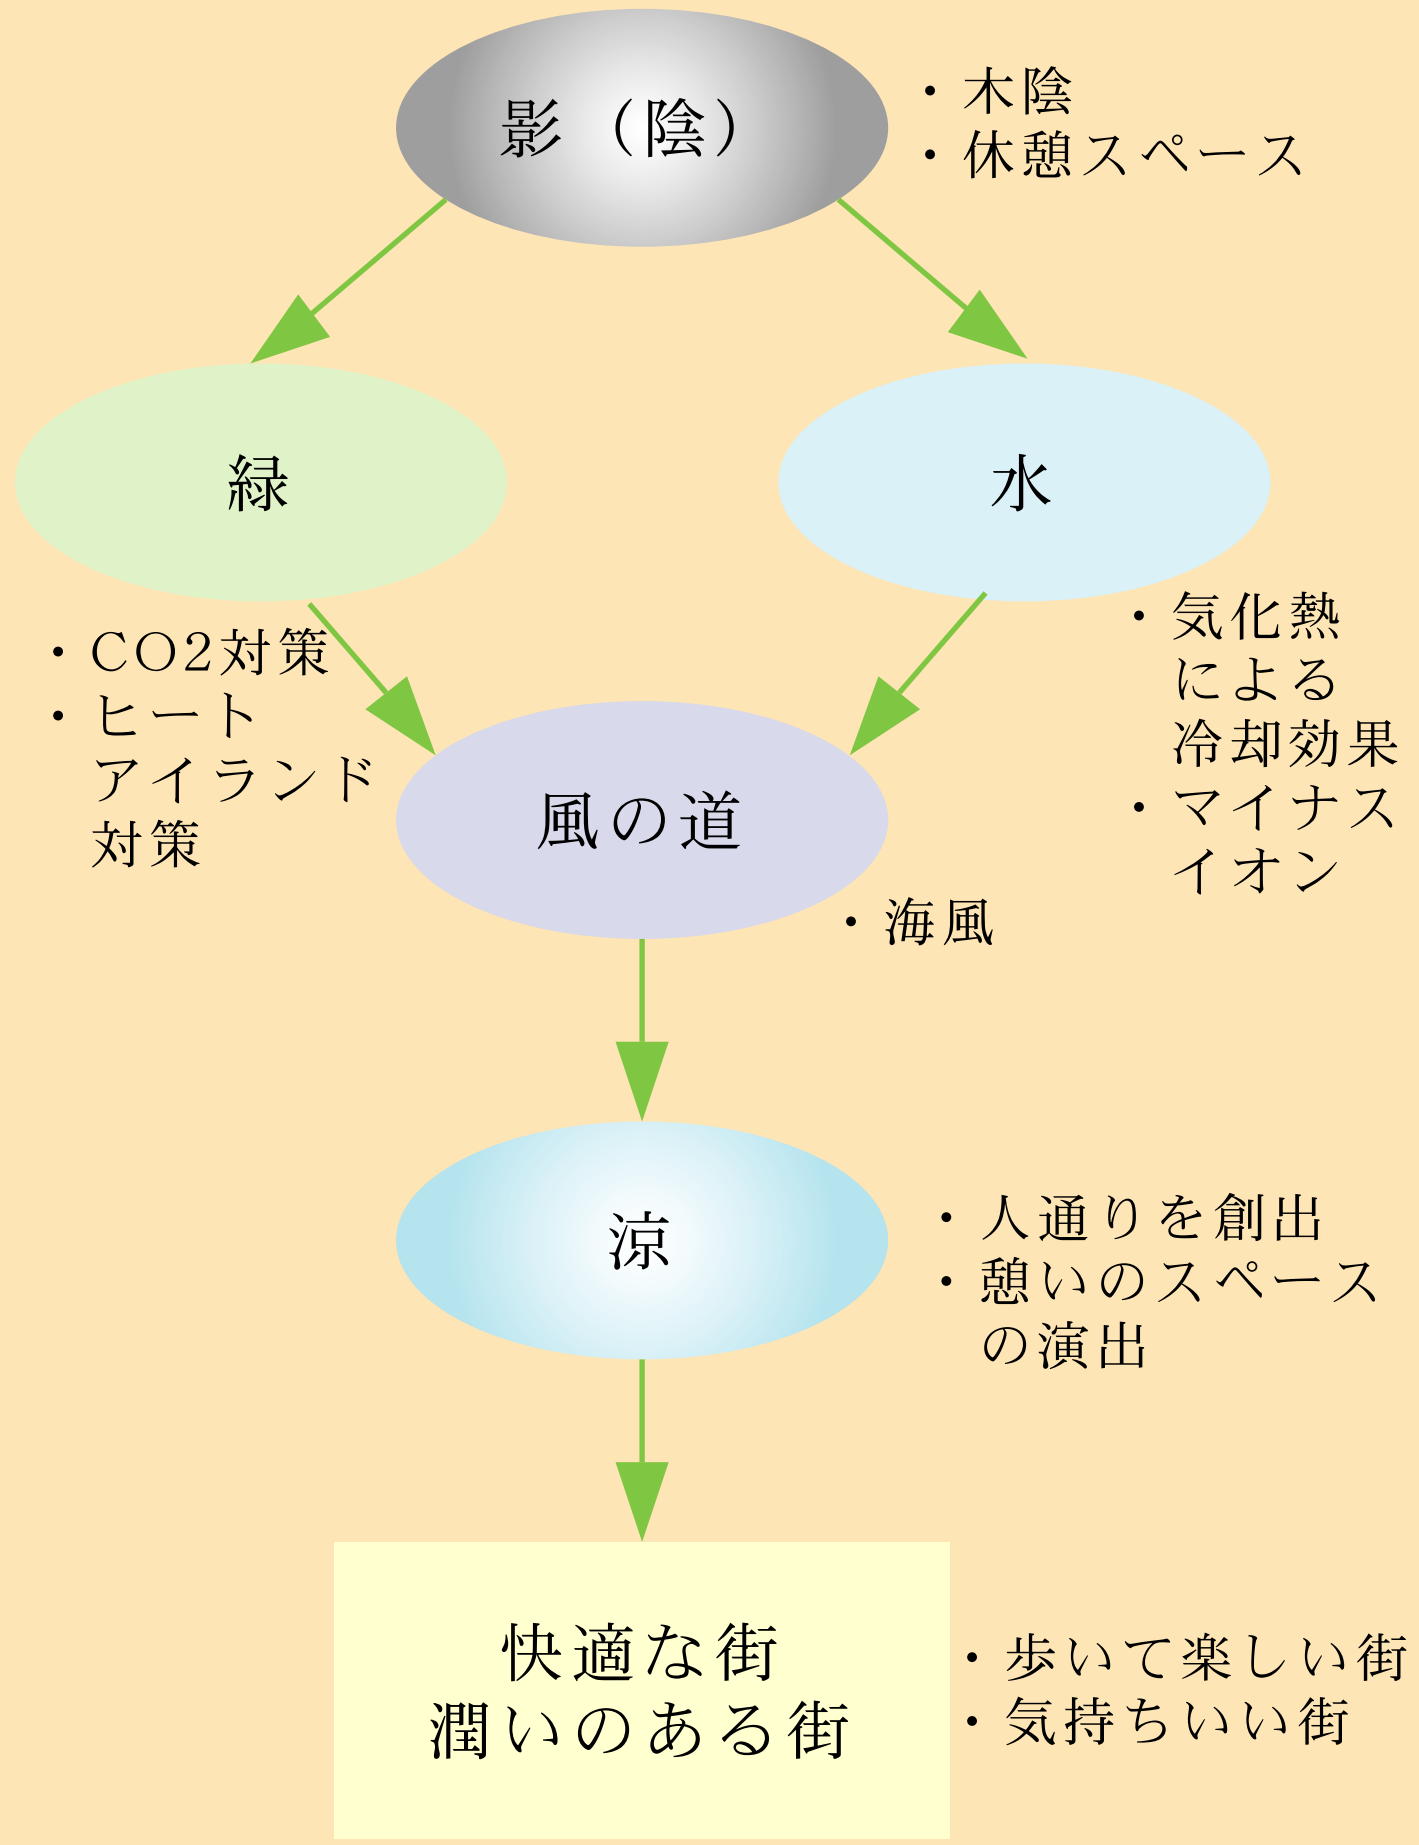 影（陰）
・木陰
・休憩スペース
緑
水
・CO2対策
・ヒート
アイランド
対策
・気化熱
による
冷却効果
・マイナス
イオン
風の道
・海風
涼
・人通りを創出
・憩いのスペース
の演出
快適な街
潤いのある街
・歩いて楽しい街
・気持ちいい街